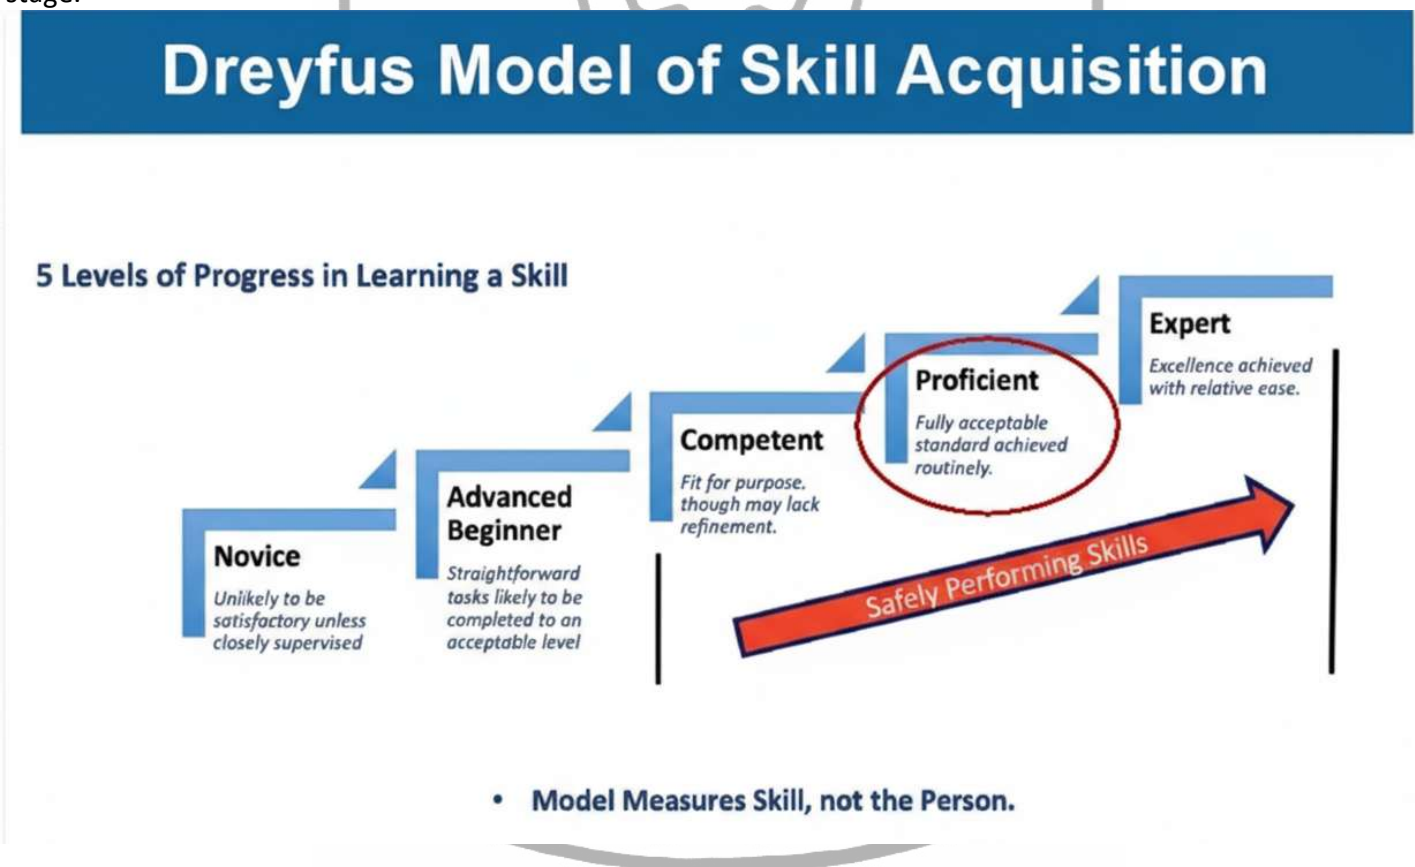 stage.
Dreyfus Model of Skill Acquisition
5 Levels of Progress in Learning a Skill
Novice
Unlikely to be
satisfactory unless
closely supervised
Advanced
Beginner
Straightforward
tasks likely to be
completed to an
acceptable level
Competent
Fit for purpose.
though may lack
refinement.
Proficient
Fully acceptable
standard achieved
routinely.
Expert
Excellence achieved
with relative ease.
Safely Performing Skills
• Model Measures Skill, not the Person.